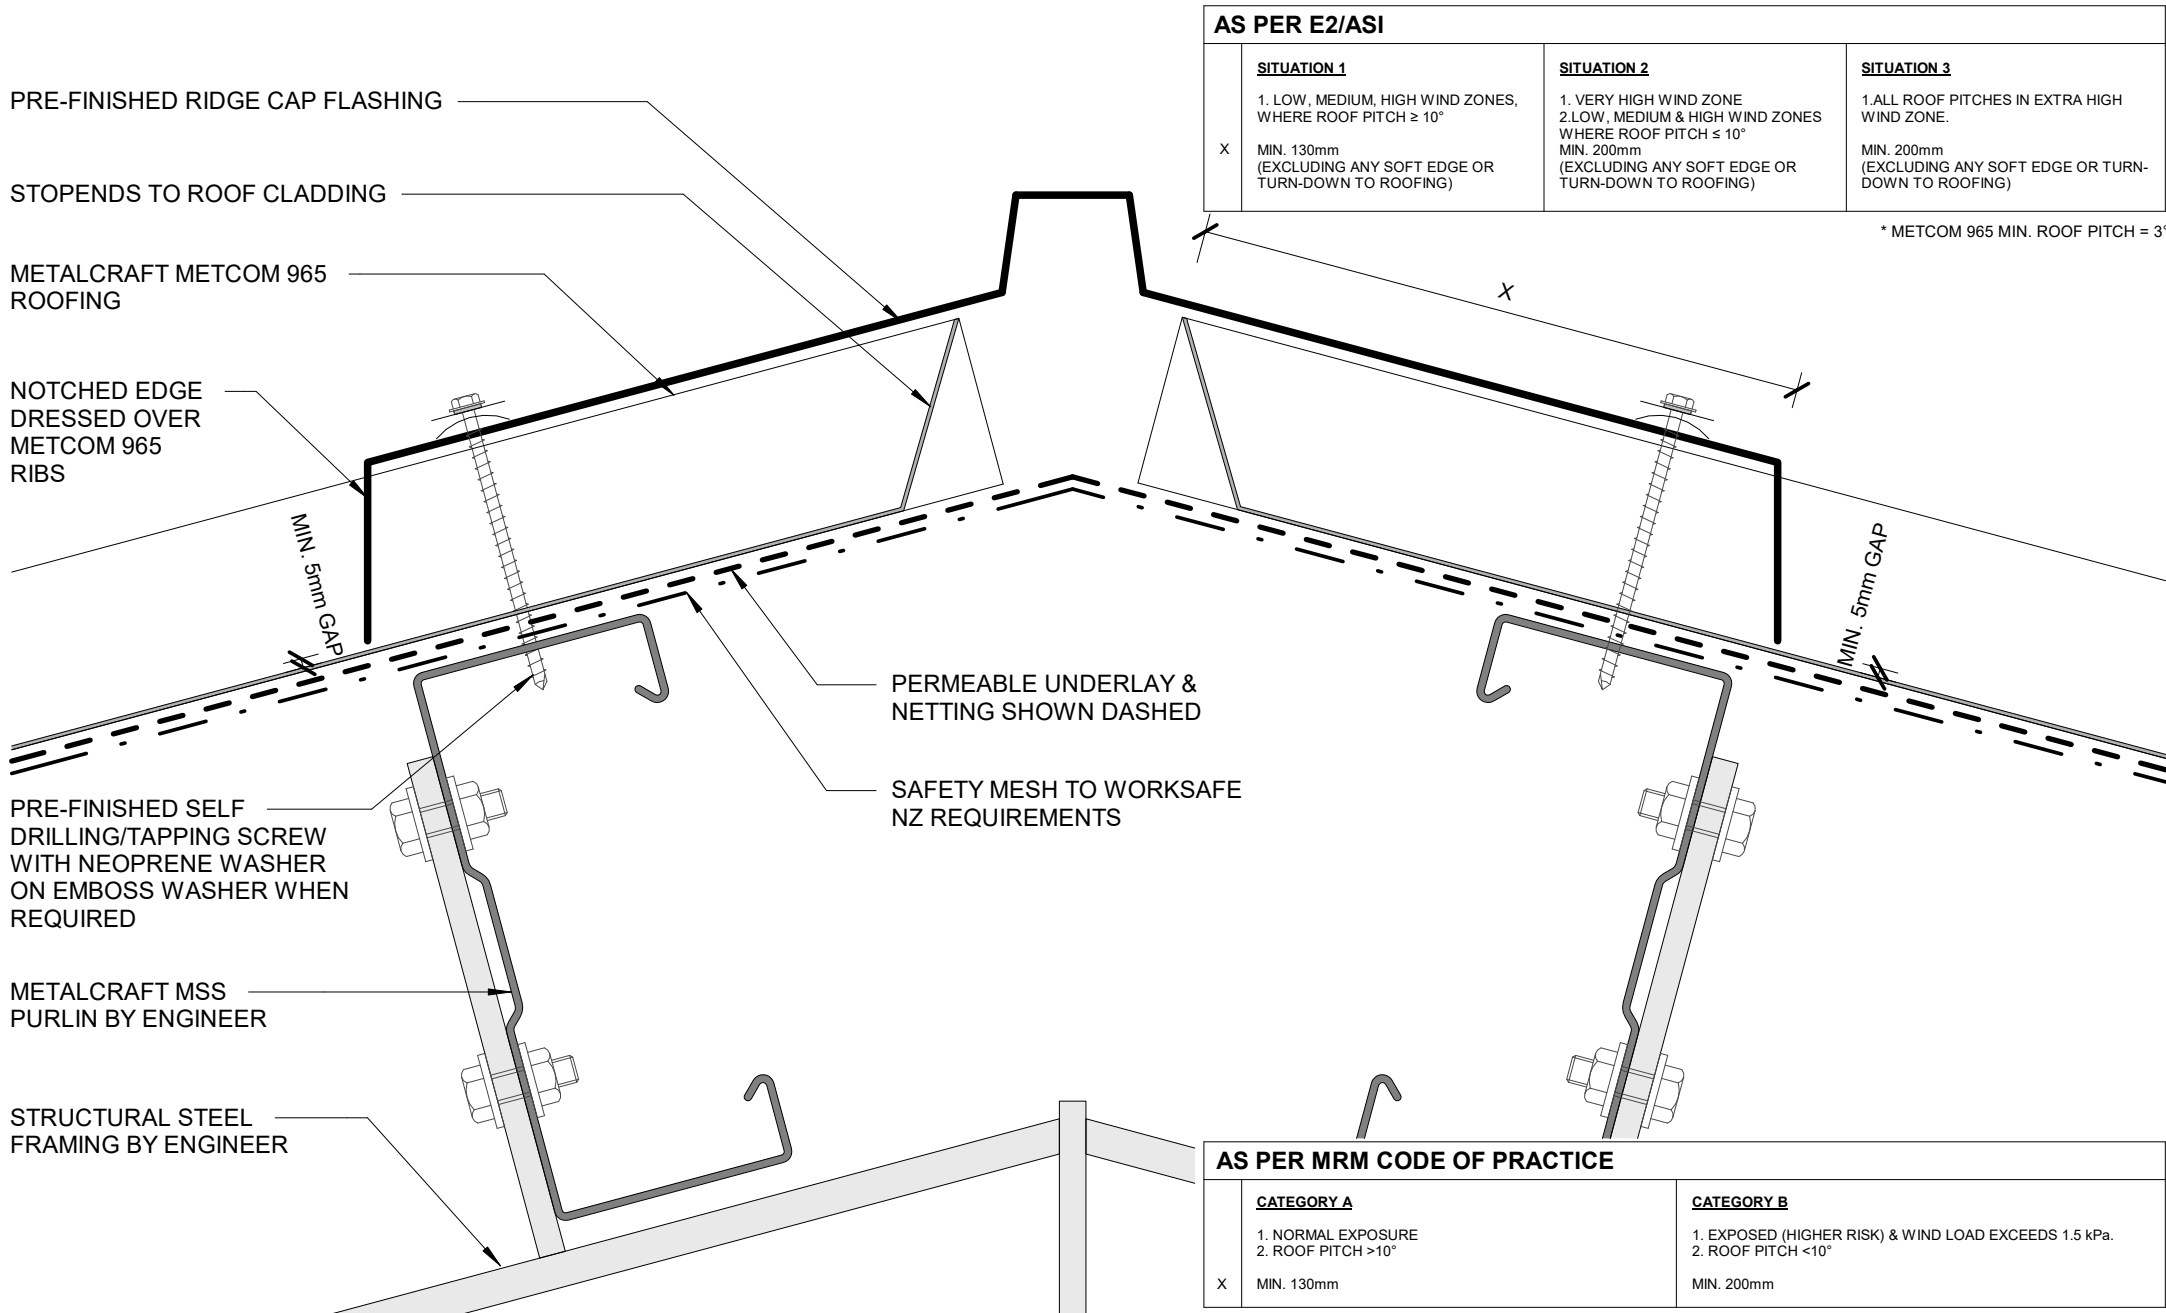 AS PER E2/ASI
SITUATION 1
1. LOW, MEDIUM, HIGH WIND ZONES,
WHERE ROOF PITCH ≥ 10°
X
MIN. 130mm
(EXCLUDING ANY SOFT EDGE OR
TURN-DOWN TO ROOFING)
SITUATION 2
1. VERY HIGH WIND ZONE
2.LOW, MEDIUM & HIGH WIND ZONES
WHERE ROOF PITCH ≤ 10°
MIN. 200mm
(EXCLUDING ANY SOFT EDGE OR
TURN-DOWN TO ROOFING)
SITUATION 3
1.ALL ROOF PITCHES IN EXTRA HIGH
WIND ZONE.
MIN. 200mm
(EXCLUDING ANY SOFT EDGE OR TURN-
DOWN TO ROOFING)
* METCOM 965 MIN. ROOF PITCH = 3°
PRE-FINISHED RIDGE CAP FLASHING
STOPENDS TO ROOF CLADDING
METALCRAFT METCOM 965
ROOFING
X
NOTCHED EDGE
DRESSED OVER
METCOM 965
RIBS
MIN. 5mm GAP
MIN. 5mm GAP
PERMEABLE UNDERLAY &
NETTING SHOWN DASHED
SAFETY MESH TO WORKSAFE
NZ REQUIREMENTS
PRE-FINISHED SELF
DRILLING/TAPPING SCREW
WITH NEOPRENE WASHER
ON EMBOSS WASHER WHEN
REQUIRED
METALCRAFT MSS
PURLIN BY ENGINEER
STRUCTURAL STEEL
FRAMING BY ENGINEER
AS PER MRM CODE OF PRACTICE
CATEGORY A
1. NORMAL EXPOSURE
2. ROOF PITCH >10°
X
MIN. 130mm
CATEGORY B
1. EXPOSED (HIGHER RISK) & WIND LOAD EXCEEDS 1.5 kPa.
2. ROOF PITCH <10°
MIN. 200mm